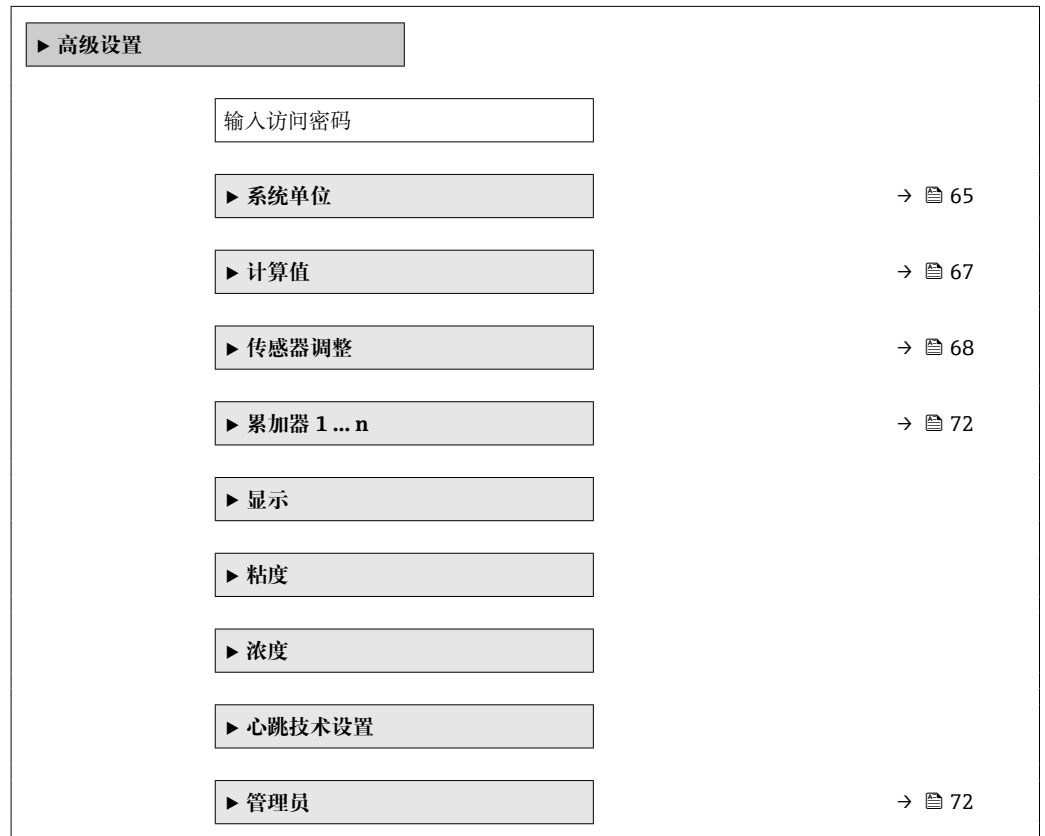 ▶ 高级设置
输入访问密码
▶ 系统单位 → 🖹 65
▶ 计算值 → 🖹 67
▶ 传感器调整 → 🖹 68
▶ 累加器 1 ... n → 🖹 72
▶ 显示
▶ 粘度
▶ 浓度
▶ 心跳技术设置
▶ 管理员 → 🖹 72